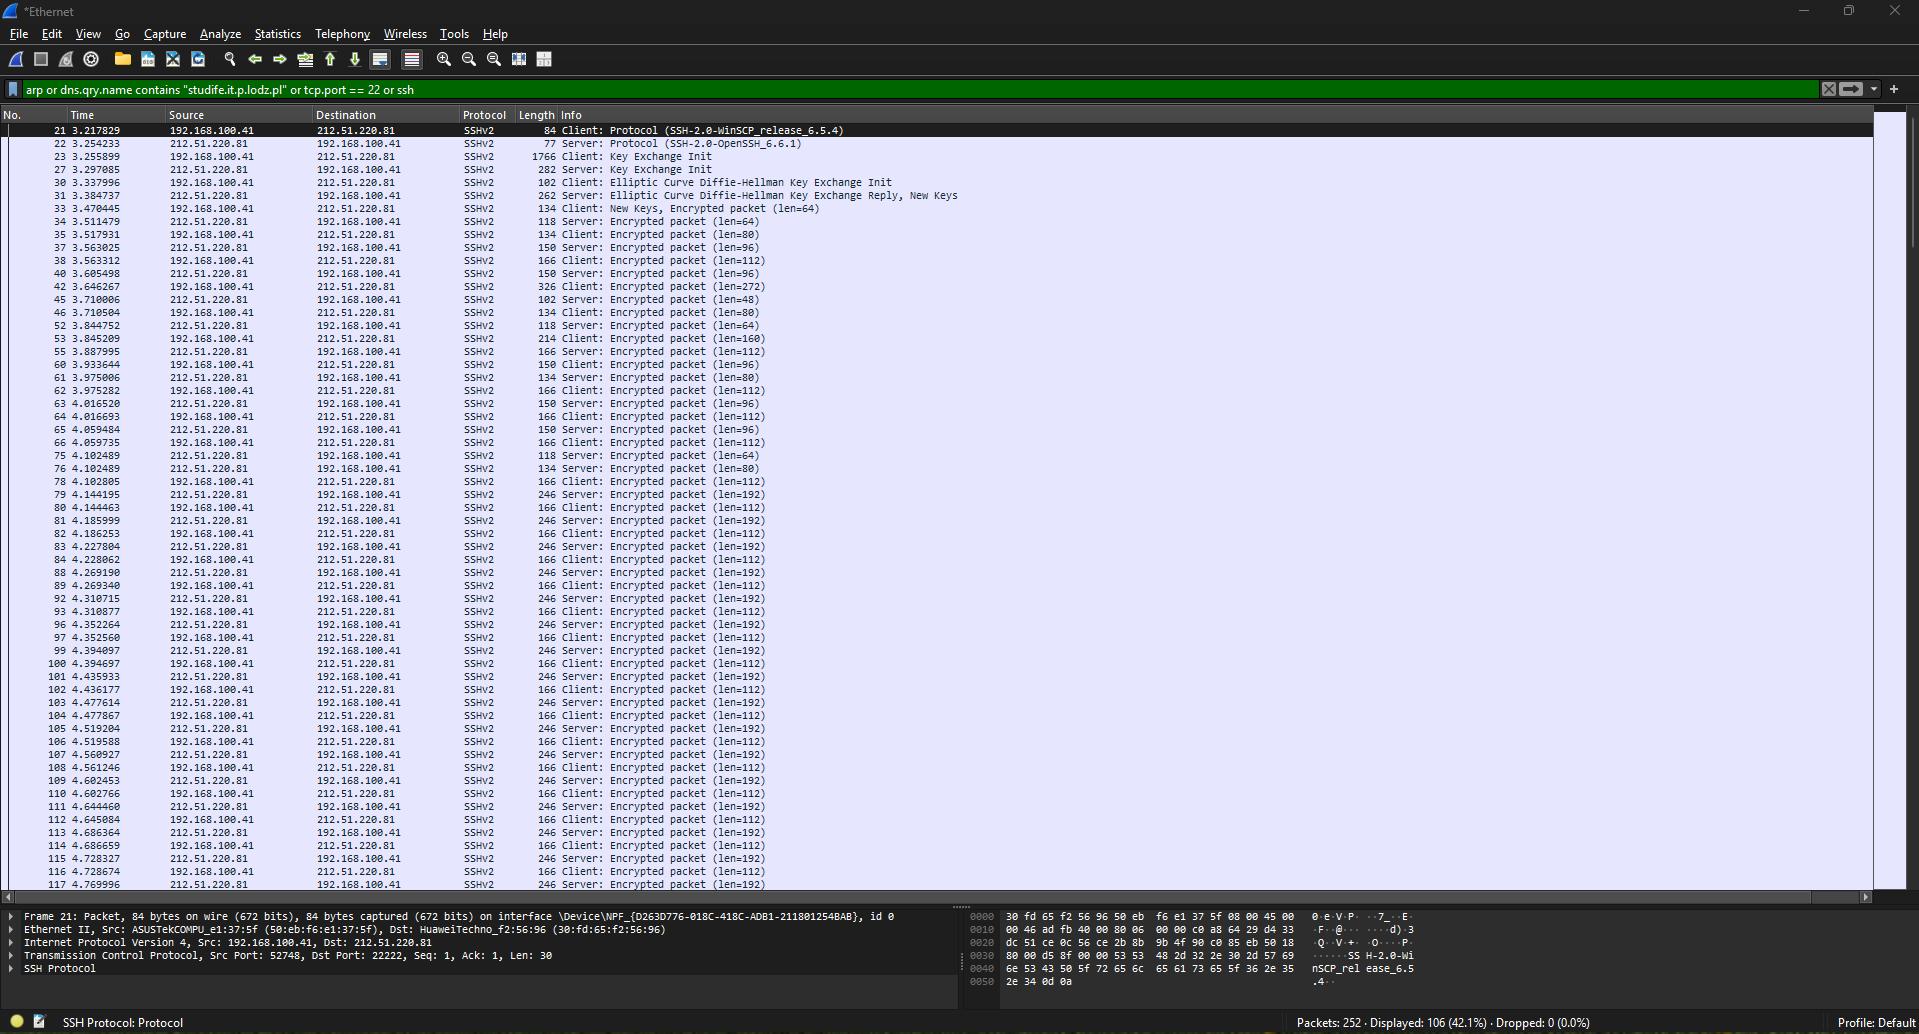 *Ethernet
File Edit View Go Capture Analyze Statistics Telephony Wireless Tools Help
arp or dns.qry.name contains "studife.it.p.lodz.pl" or tcp.port == 22 or ssh
No. Time Source Destination Protocol Length Info
21 3.217829 192.168.100.41 212.51.220.81 SSHv2 84 Client: Protocol (SSH-2.0-WinSCP_release_6.5.4)
22 3.254233 212.51.220.81 192.168.100.41 SSHv2 77 Server: Protocol (SSH-2.0-OpenSSH_6.6.1)
23 3.255899 192.168.100.41 212.51.220.81 SSHv2 1766 Client: Key Exchange Init
27 3.297085 212.51.220.81 192.168.100.41 SSHv2 282 Server: Key Exchange Init
30 3.337996 192.168.100.41 212.51.220.81 SSHv2 102 Client: Elliptic Curve Diffie-Hellman Key Exchange Init
31 3.384737 212.51.220.81 192.168.100.41 SSHv2 262 Server: Elliptic Curve Diffie-Hellman Key Exchange Reply, New Keys
33 3.470445 192.168.100.41 212.51.220.81 SSHv2 134 Client: New Keys, Encrypted packet (len=64)
34 3.511479 212.51.220.81 192.168.100.41 SSHv2 118 Server: Encrypted packet (len=64)
35 3.517931 192.168.100.41 212.51.220.81 SSHv2 134 Client: Encrypted packet (len=80)
37 3.563025 212.51.220.81 192.168.100.41 SSHv2 150 Server: Encrypted packet (len=96)
38 3.563312 192.168.100.41 212.51.220.81 SSHv2 166 Client: Encrypted packet (len=112)
40 3.605498 212.51.220.81 192.168.100.41 SSHv2 150 Server: Encrypted packet (len=96)
42 3.646267 192.168.100.41 212.51.220.81 SSHv2 326 Client: Encrypted packet (len=272)
45 3.710006 212.51.220.81 192.168.100.41 SSHv2 102 Server: Encrypted packet (len=48)
46 3.710504 192.168.100.41 212.51.220.81 SSHv2 134 Client: Encrypted packet (len=80)
52 3.844752 212.51.220.81 192.168.100.41 SSHv2 118 Server: Encrypted packet (len=64)
53 3.845209 192.168.100.41 212.51.220.81 SSHv2 214 Client: Encrypted packet (len=160)
55 3.887995 212.51.220.81 192.168.100.41 SSHv2 166 Server: Encrypted packet (len=112)
60 3.933644 192.168.100.41 212.51.220.81 SSHv2 150 Client: Encrypted packet (len=96)
61 3.975006 212.51.220.81 192.168.100.41 SSHv2 134 Server: Encrypted packet (len=80)
62 3.975282 192.168.100.41 212.51.220.81 SSHv2 166 Client: Encrypted packet (len=112)
63 4.016520 212.51.220.81 192.168.100.41 SSHv2 150 Server: Encrypted packet (len=96)
64 4.016693 192.168.100.41 212.51.220.81 SSHv2 166 Client: Encrypted packet (len=112)
65 4.059484 212.51.220.81 192.168.100.41 SSHv2 150 Server: Encrypted packet (len=96)
66 4.059735 192.168.100.41 212.51.220.81 SSHv2 166 Client: Encrypted packet (len=112)
75 4.102489 212.51.220.81 192.168.100.41 SSHv2 118 Server: Encrypted packet (len=64)
76 4.102489 212.51.220.81 192.168.100.41 SSHv2 134 Server: Encrypted packet (len=80)
78 4.102805 192.168.100.41 212.51.220.81 SSHv2 166 Client: Encrypted packet (len=112)
79 4.144195 212.51.220.81 192.168.100.41 SSHv2 246 Server: Encrypted packet (len=192)
80 4.144463 192.168.100.41 212.51.220.81 SSHv2 166 Client: Encrypted packet (len=112)
81 4.185999 212.51.220.81 192.168.100.41 SSHv2 246 Server: Encrypted packet (len=192)
82 4.186253 192.168.100.41 212.51.220.81 SSHv2 166 Client: Encrypted packet (len=112)
83 4.227804 212.51.220.81 192.168.100.41 SSHv2 246 Server: Encrypted packet (len=192)
84 4.228062 192.168.100.41 212.51.220.81 SSHv2 166 Client: Encrypted packet (len=112)
88 4.269190 212.51.220.81 192.168.100.41 SSHv2 246 Server: Encrypted packet (len=192)
89 4.269340 192.168.100.41 212.51.220.81 SSHv2 166 Client: Encrypted packet (len=112)
92 4.310715 212.51.220.81 192.168.100.41 SSHv2 246 Server: Encrypted packet (len=192)
93 4.310877 192.168.100.41 212.51.220.81 SSHv2 166 Client: Encrypted packet (len=112)
96 4.352264 212.51.220.81 192.168.100.41 SSHv2 246 Server: Encrypted packet (len=192)
97 4.352560 192.168.100.41 212.51.220.81 SSHv2 166 Client: Encrypted packet (len=112)
99 4.394097 212.51.220.81 192.168.100.41 SSHv2 246 Server: Encrypted packet (len=192)
100 4.394697 192.168.100.41 212.51.220.81 SSHv2 166 Client: Encrypted packet (len=112)
101 4.435933 212.51.220.81 192.168.100.41 SSHv2 246 Server: Encrypted packet (len=192)
102 4.436177 192.168.100.41 212.51.220.81 SSHv2 166 Client: Encrypted packet (len=112)
103 4.477614 212.51.220.81 192.168.100.41 SSHv2 246 Server: Encrypted packet (len=192)
104 4.477867 192.168.100.41 212.51.220.81 SSHv2 166 Client: Encrypted packet (len=112)
105 4.519204 212.51.220.81 192.168.100.41 SSHv2 246 Server: Encrypted packet (len=192)
106 4.519588 192.168.100.41 212.51.220.81 SSHv2 166 Client: Encrypted packet (len=112)
107 4.560927 212.51.220.81 192.168.100.41 SSHv2 246 Server: Encrypted packet (len=192)
108 4.561246 192.168.100.41 212.51.220.81 SSHv2 166 Client: Encrypted packet (len=112)
109 4.602453 212.51.220.81 192.168.100.41 SSHv2 246 Server: Encrypted packet (len=192)
110 4.602766 192.168.100.41 212.51.220.81 SSHv2 166 Client: Encrypted packet (len=112)
111 4.644460 212.51.220.81 192.168.100.41 SSHv2 246 Server: Encrypted packet (len=192)
112 4.645084 192.168.100.41 212.51.220.81 SSHv2 166 Client: Encrypted packet (len=112)
113 4.686364 212.51.220.81 192.168.100.41 SSHv2 246 Server: Encrypted packet (len=192)
114 4.686659 192.168.100.41 212.51.220.81 SSHv2 166 Client: Encrypted packet (len=112)
115 4.728327 212.51.220.81 192.168.100.41 SSHv2 246 Server: Encrypted packet (len=192)
116 4.728674 192.168.100.41 212.51.220.81 SSHv2 166 Client: Encrypted packet (len=112)
117 4.769996 212.51.220.81 192.168.100.41 SSHv2 246 Server: Encrypted packet (len=192)
Frame 21: Packet, 84 bytes on wire (672 bits), 84 bytes captured (672 bits) on interface \Device\NPF_{D263D776-018C-418C-ADB1-211801254BAB}, id 0
Ethernet II, Src: ASUSTekCOMPU_e1:37:5f (50:eb:f6:e1:37:5f), Dst: HuaweiTechno_f2:56:96 (30:fd:65:f2:56:96)
Internet Protocol Version 4, Src: 192.168.100.41, Dst: 212.51.220.81
Transmission Control Protocol, Src Port: 52748, Dst Port: 22222, Seq: 1, Ack: 1, Len: 30
SSH Protocol
0000 30 fd 65 f2 56 96 50 eb f6 e1 37 5f 08 00 45 00 0·e·V·P· ··7_··E·
0010 00 46 ad fb 40 00 80 06 00 00 c0 a8 64 29 d4 33 ·F··@··· ····d)·3
0020 dc 51 ce 0c 56 ce 2b 8b 9b 4f 90 c0 85 eb 50 18 ·Q··V·+· ·O····P·
0030 80 00 d5 8f 00 00 53 53 48 2d 32 2e 30 2d 57 69 ······SS H-2.0-Wi
0040 6e 53 43 50 5f 72 65 6c 65 61 73 65 5f 36 2e 35 nSCP_rel ease_6.5
0050 2e 34 0d 0a .4··
SSH Protocol: Protocol
Packets: 252 · Displayed: 106 (42.1%) · Dropped: 0 (0.0%)
Profile: Default